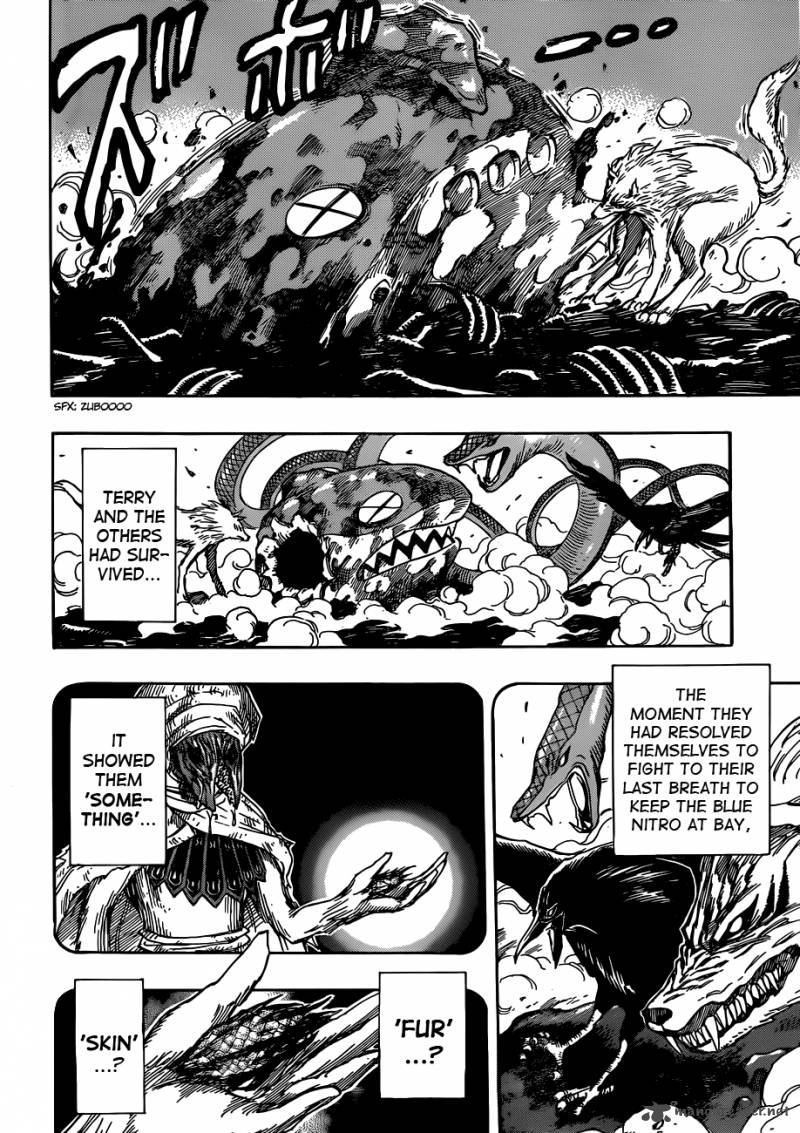 ズボ
SFX: ZUBOOOO
TERRY
AND THE
OTHERS
HAD SUR-
VIVED...
THE
MOMENT THEY
HAD RESOLVED
THEMSELVES TO
FIGHT TO THEIR
LAST BREATH TO
KEEP THE BLUE
NITRO AT BAY,
IT
SHOWED
THEM
'SOME-
THING'...
'FUR'
...?
'SKIN'
...?